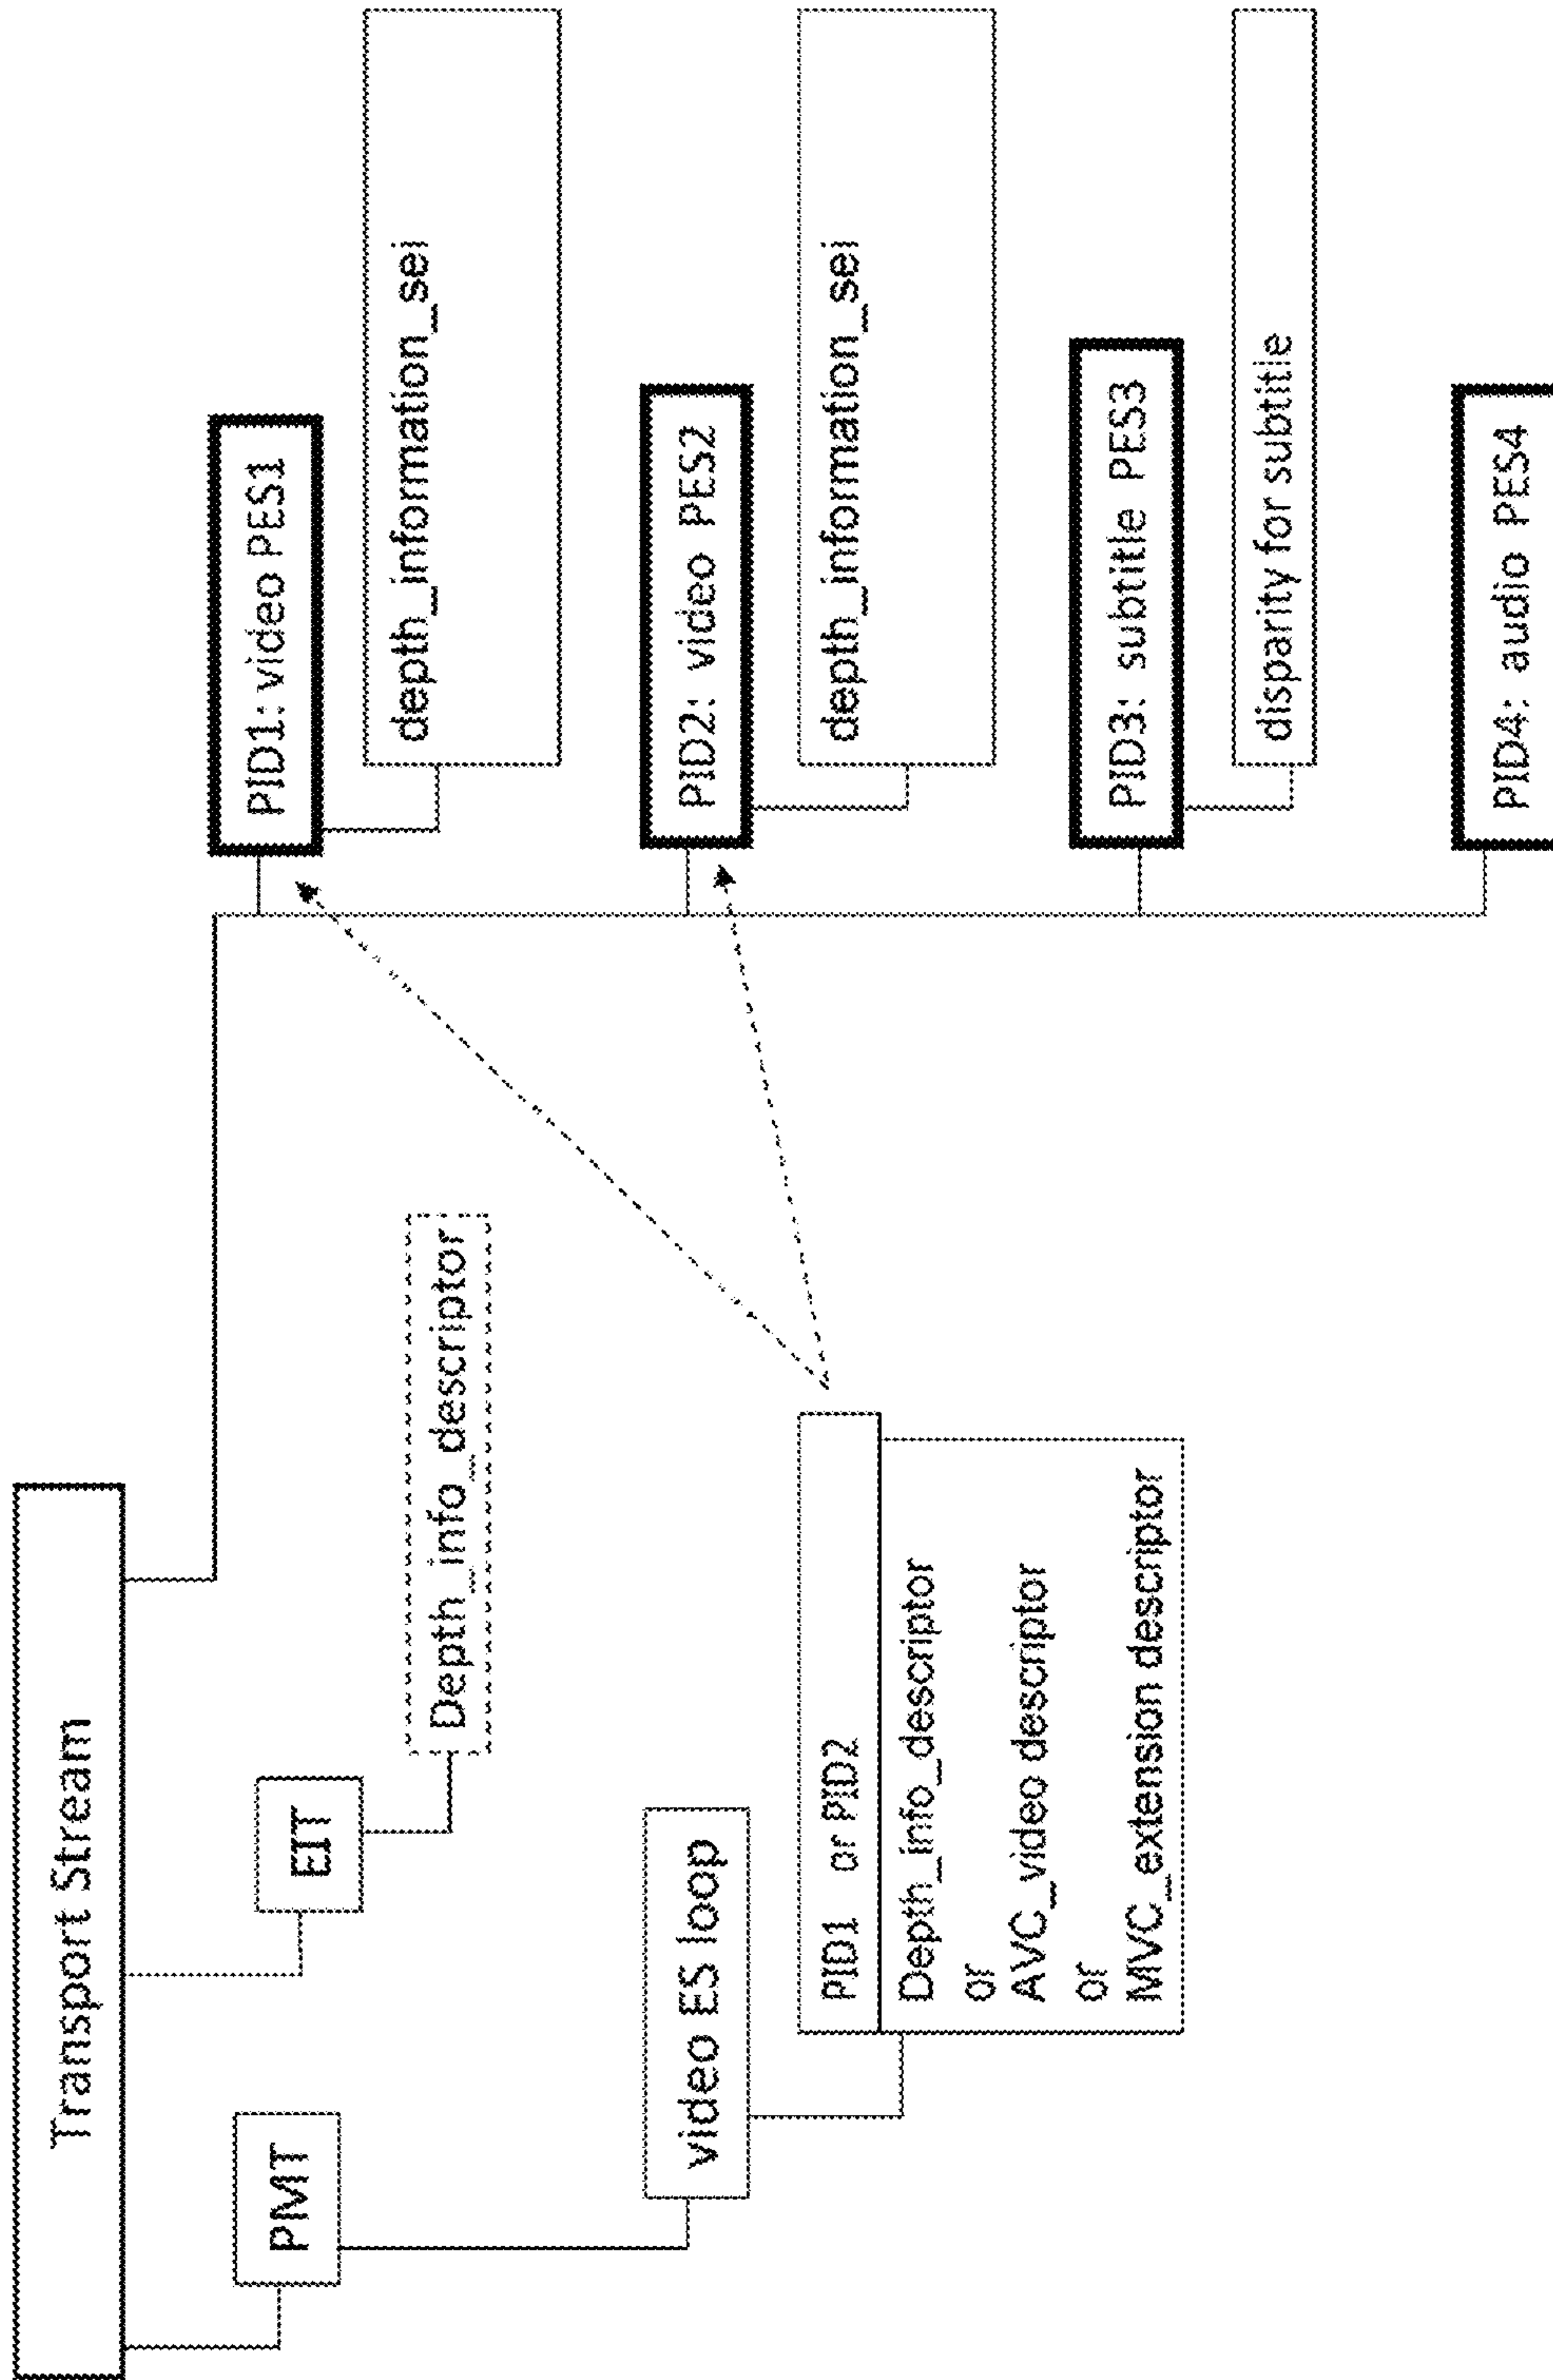 Transport Stream
PMT
EIT
Depth_info_descriptor
video ES loop
PID1 or PID2
Depth_info_descriptor
or
AVC_video descriptor
or
MVC_extension descriptor
PID1: video PES1
depth_information_sei
PID2: video PES2
depth_information_sei
PID3: subtitle PES3
disparity for subtitle
PID4: audio PES4